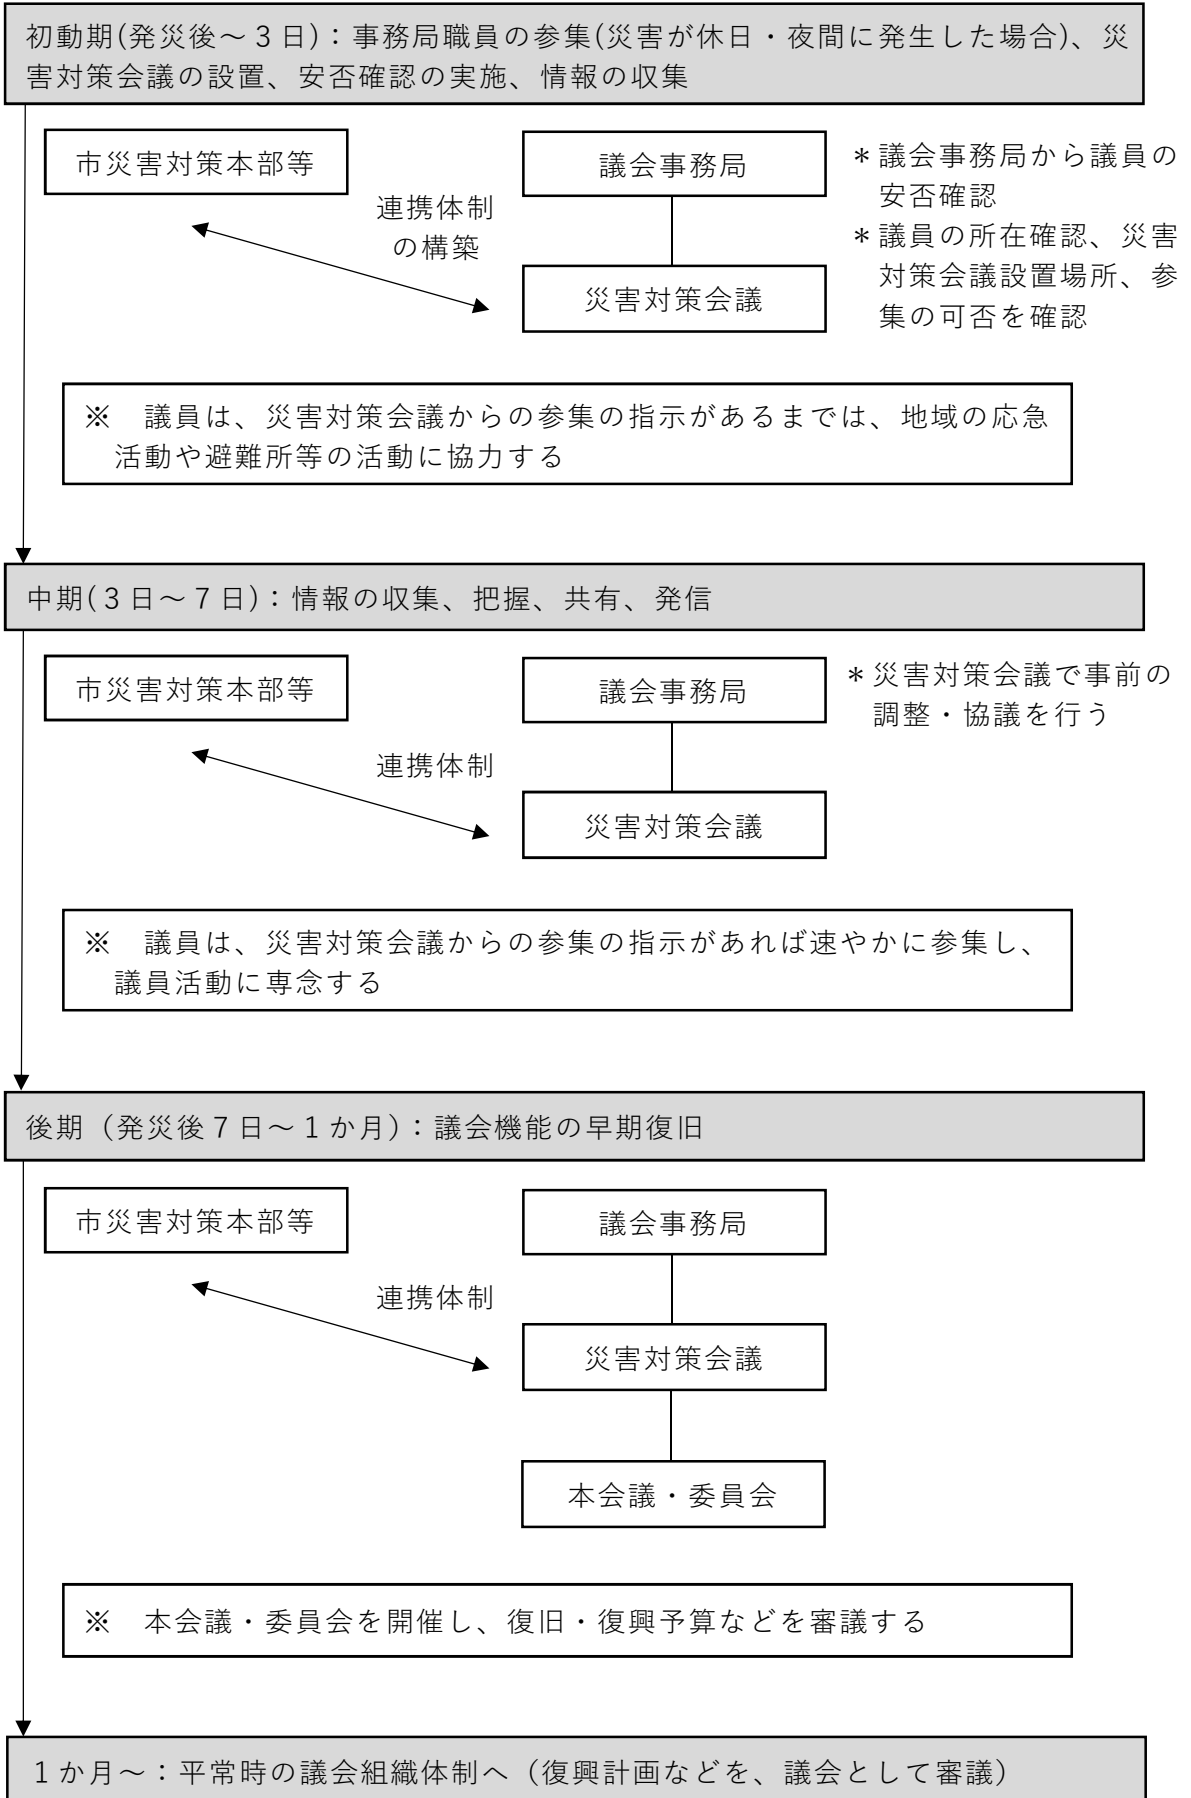 初動期(発災後～３日)：事務局職員の参集(災害が休日・夜間に発生した場合)、災
害対策会議の設置、安否確認の実施、情報の収集
市災害対策本部等
連携体制
の構築
議会事務局
災害対策会議
＊議会事務局から議員の
安否確認
＊議員の所在確認、災害
対策会議設置場所、参
集の可否を確認
※　議員は、災害対策会議からの参集の指示があるまでは、地域の応急
活動や避難所等の活動に協力する
中期(３日～７日)：情報の収集、把握、共有、発信
市災害対策本部等
連携体制
議会事務局
災害対策会議
＊災害対策会議で事前の
調整・協議を行う
※　議員は、災害対策会議からの参集の指示があれば速やかに参集し、
議員活動に専念する
後期（発災後７日～１か月)：議会機能の早期復旧
市災害対策本部等
連携体制
議会事務局
災害対策会議
本会議・委員会
※　本会議・委員会を開催し、復旧・復興予算などを審議する
１か月～：平常時の議会組織体制へ（復興計画などを、議会として審議）